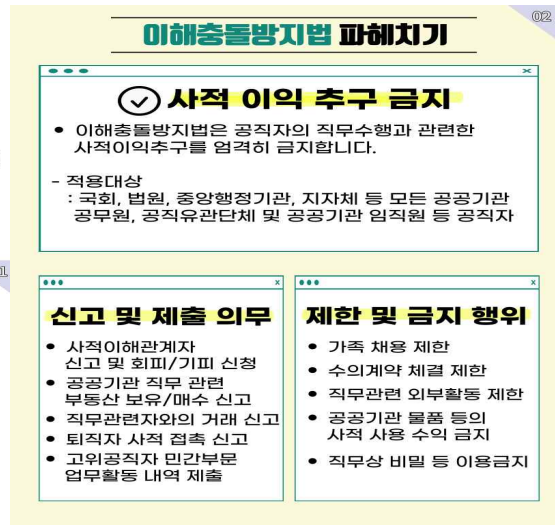 02
이해충돌방지법 파헤치기
사적 이익 추구 금지
• 이해충돌방지법은 공직자의 직무수행과 관련한
사적이익추구를 엄격히 금지합니다.
- 적용대상
: 국회, 법원, 중앙행정기관, 지자체 등 모든 공공기관
공무원, 공직유관단체 및 공공기관 임직원 등 공직자
1
신고 및 제출 의무
• 사적이해관계자
신고 및 회피/기피 신청
• 공공기관 직무 관련
부동산 보유/매수 신고
• 직무관련자와의 거래 신고
• 퇴직자 사적 접촉 신고
• 고위공직자 민간부문
업무활동 내역 제출
제한 및 금지 행위
• 가족 채용 제한
• 수의계약 체결 제한
• 직무관련 외부활동 제한
• 공공기관 물품 등의
사적 사용 수익 금지
• 직무상 비밀 등 이용금지